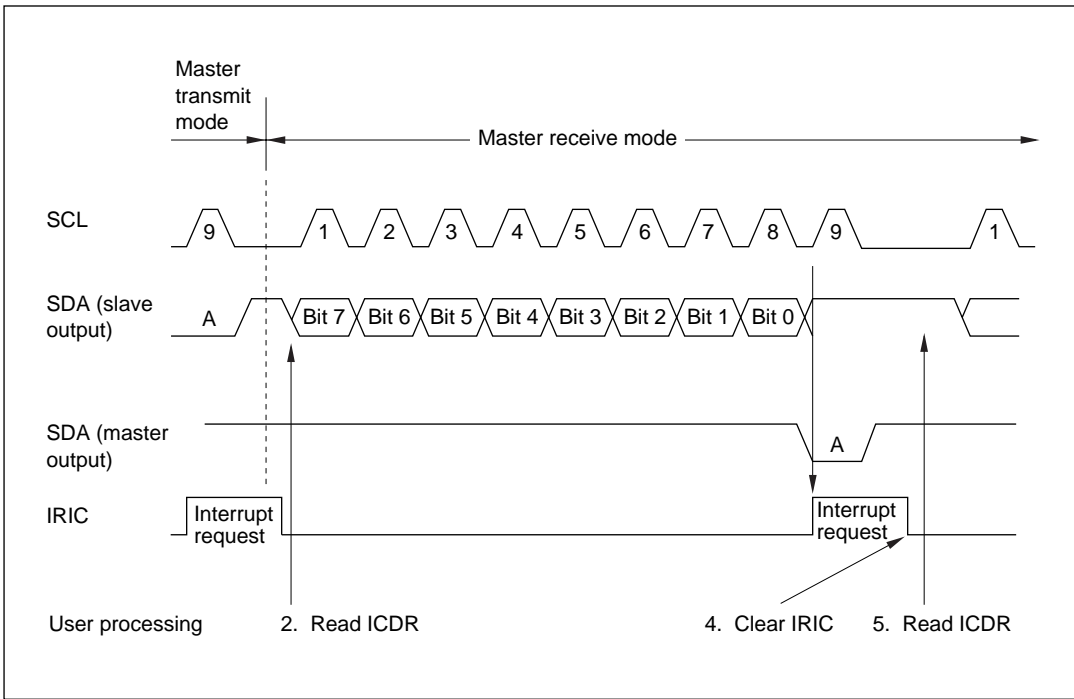 Master
transmit
mode
Master receive mode
SCL
9 1 2 3 4 5 6 7 8 9 1
SDA (slave
output)
A Bit 7 Bit 6 Bit 5 Bit 4 Bit 3 Bit 2 Bit 1 Bit 0
SDA (master
output)
A
IRIC
Interrupt
request
Interrupt
request
User processing
2. Read ICDR
4. Clear IRIC
5. Read ICDR